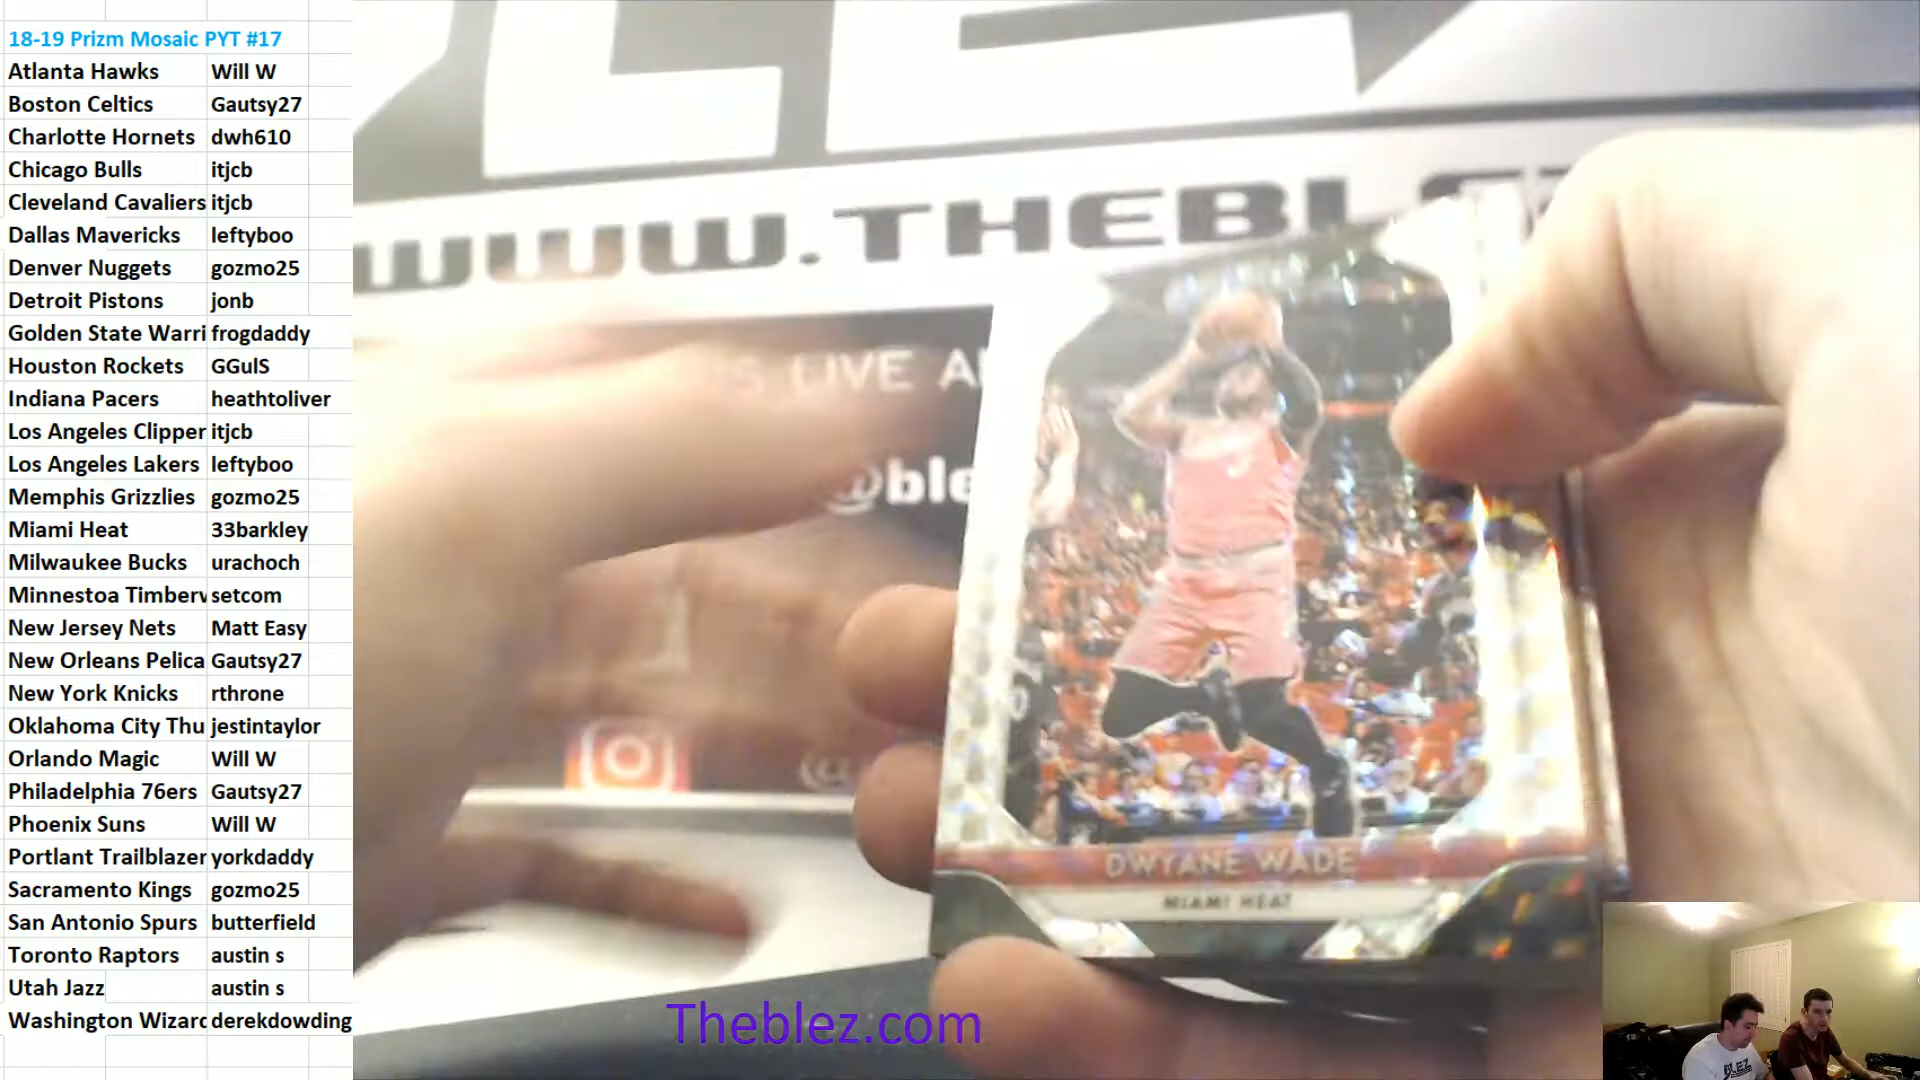 18-19 Prizm Mosaic PYT #17
Atlanta Hawks Will W
Boston Celtics Gautsy27
Charlotte Hornets dwh610
Chicago Bulls itjcb
Cleveland Cavaliers itjcb
Dallas Mavericks leftyboo
Denver Nuggets gozmo25
Detroit Pistons jonb
Golden State Warri frogdaddy
Houston Rockets GGulS
Indiana Pacers heathtoliver
Los Angeles Clipper itjcb
Los Angeles Lakers leftyboo
Memphis Grizzlies gozmo25
Miami Heat 33barkley
Milwaukee Bucks urachoch
Minnestoa Timberv setcom
New Jersey Nets Matt Easy
New Orleans Pelica Gautsy27
New York Knicks rthrone
Oklahoma City Thu jestintaylor
Orlando Magic Will W
Philadelphia 76ers Gautsy27
Phoenix Suns Will W
Portlant Trailblazer yorkdaddy
Sacramento Kings gozmo25
San Antonio Spurs butterfield
Toronto Raptors austin s
Utah Jazz austin s
Washington Wizard derekdowding
WWW.THEBLE
LIVE
@ble
DWYANE WADE
MIAMI HEAT
Theblez.com